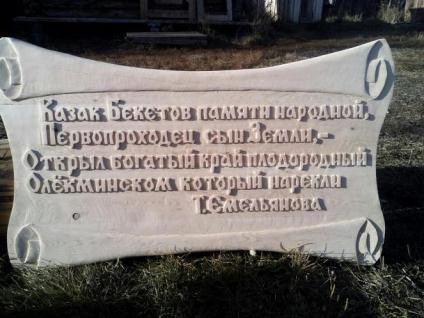 Казак Бекетов памяти народной,
Первопроходец сын Земли,-
Открыл богатый край плодородный
Олёкминском который нарекли
Т.Емельянова